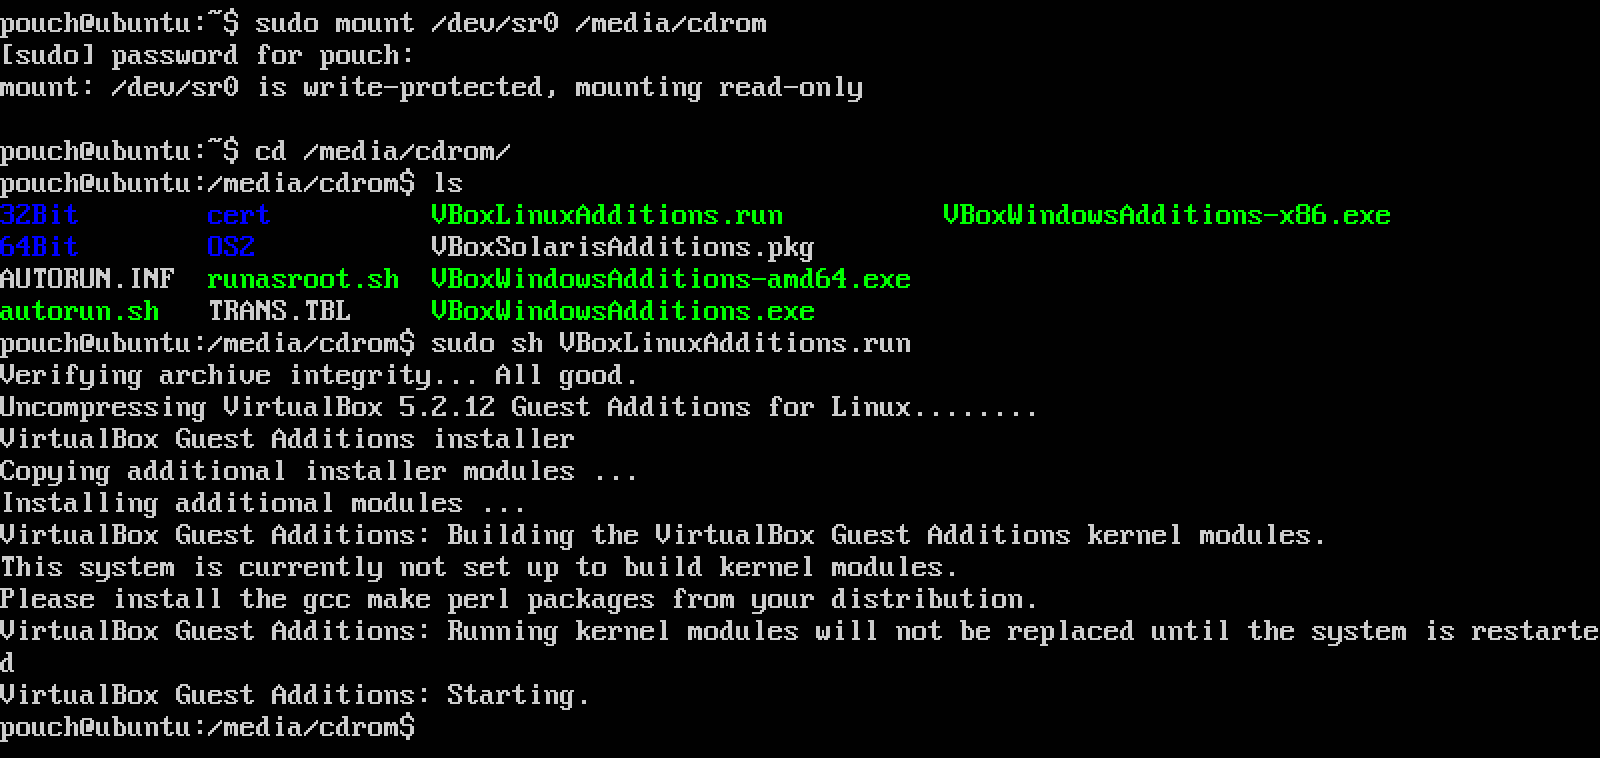 pouch@ubuntu:~$ sudo mount /dev/sr0 /media/cdrom
[sudo] password for pouch:
mount: /dev/sr0 is write-protected, mounting read-only
pouch@ubuntu:~$ cd /media/cdrom/
pouch@ubuntu:/media/cdrom$ ls
32Bit        cert          VBoxLinuxAdditions.run          VBoxWindowsAdditions-x86.exe
64Bit        OS2           VBoxSolarisAdditions.pkg
AUTORUN.INF  runasroot.sh  VBoxWindowsAdditions-amd64.exe
autorun.sh   TRANS.TBL     VBoxWindowsAdditions.exe
pouch@ubuntu:/media/cdrom$ sudo sh VBoxLinuxAdditions.run
Verifying archive integrity... All good.
Uncompressing VirtualBox 5.2.12 Guest Additions for Linux........
VirtualBox Guest Additions installer
Copying additional installer modules ...
Installing additional modules ...
VirtualBox Guest Additions: Building the VirtualBox Guest Additions kernel modules.
This system is currently not set up to build kernel modules.
Please install the gcc make perl packages from your distribution.
VirtualBox Guest Additions: Running kernel modules will not be replaced until the system is restarte
d
VirtualBox Guest Additions: Starting.
pouch@ubuntu:/media/cdrom$